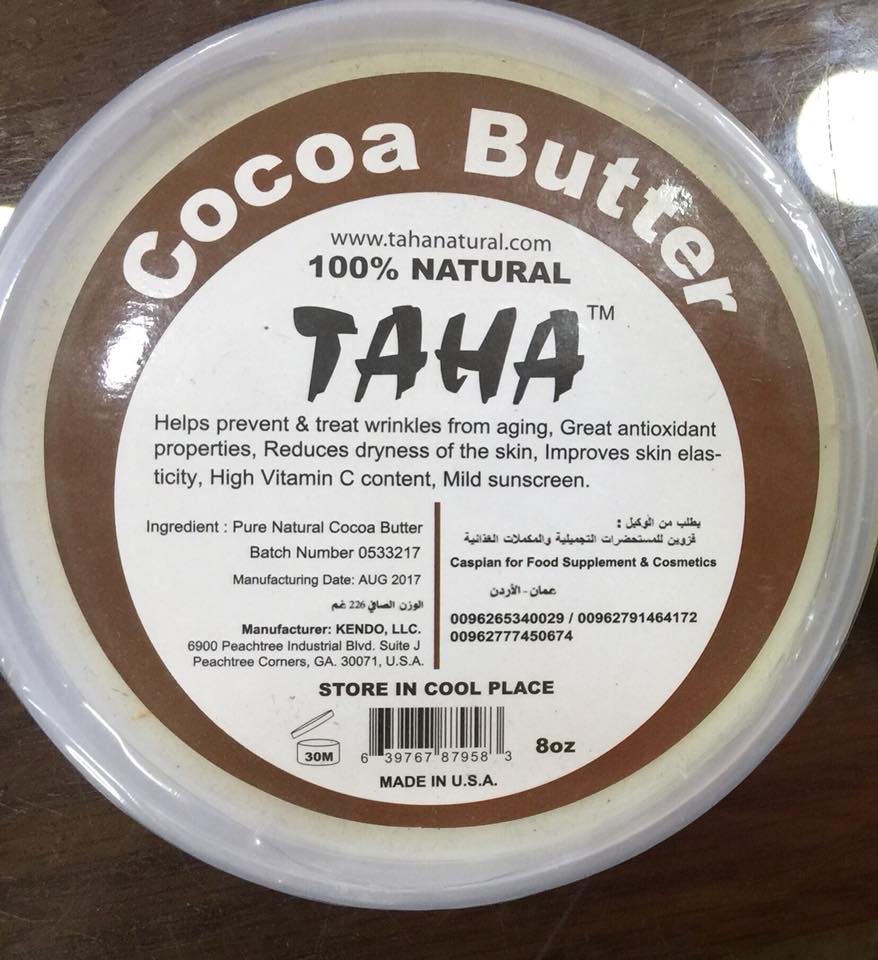 Cocoa Butter
www.tahanatural.com
100% NATURAL
TAHA™
Helps prevent & treat wrinkles from aging, Great antioxidant
properties, Reduces dryness of the skin, Improves skin elas-
ticity, High Vitamin C content, Mild sunscreen.
Ingredient : Pure Natural Cocoa Butter
Batch Number 0533217
Manufacturing Date: AUG 2017
الوزن الصافي 226 غم
Manufacturer: KENDO, LLC.
6900 Peachtree Industrial Blvd. Suite J
Peachtree Corners, GA. 30071, U.S.A.
يطلب من الوكيل :
قزوين للمستحضرات التجميلية والمكملات الغذائية
Caspian for Food Supplement & Cosmetics
عمان - الأردن
0096265340029 / 00962791464172
00962777450674
STORE IN COOL PLACE
30M
6 39767 87958 3
8oz
MADE IN U.S.A.